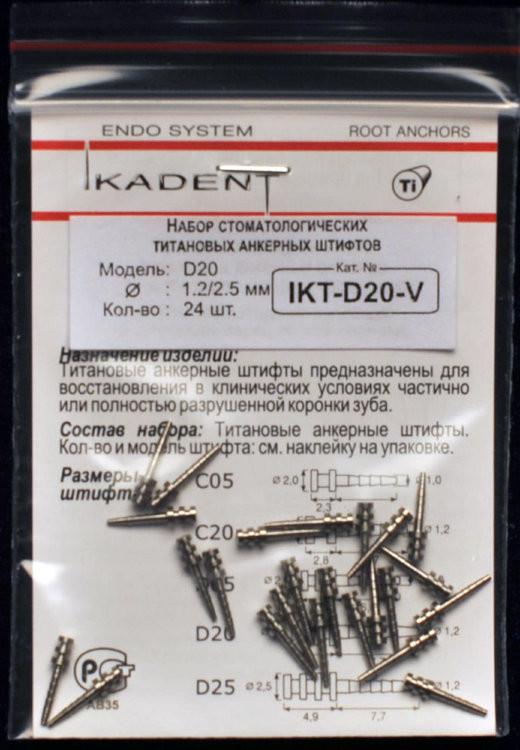 ENDO SYSTEM ROOT ANCHORS
IKADENT Ti
НАБОР СТОМАТОЛОГИЧЕСКИХ
ТИТАНОВЫХ АНКЕРНЫХ ШТИФТОВ
Модель: D20 Кат. №
Ø : 1.2/2.5 мм IKT-D20-V
Кол-во : 24 шт.
Назначение изделии:
Титановые анкерные штифты предназначены для
восстановления в клинических условиях частично
или полностью разрушенной коронки зуба.
Состав набора: Титановые анкерные штифты.
Кол-во и модель штифта: см. наклейку на упаковке.
Размеры C05 Ø 2,0 Ø 1,0
штифт
2,3
C20 Ø 1,2
2,8
D20 Ø 1,2
D25 Ø 2,5 Ø 1,2
АВ35
4,9 7,7